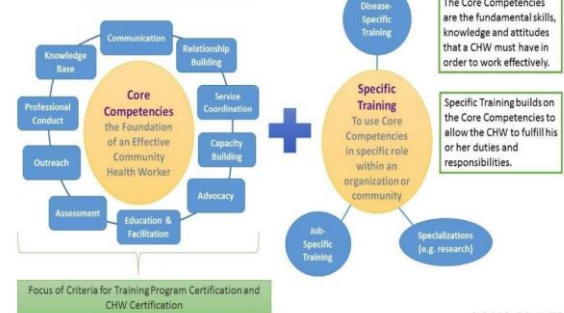 Communication
Knowledge
Base
Relationship
Building
Professional
Conduct
Service
Coordination
Outreach
Capacity
Building
Assessment
Education &
Facilitation
Advocacy
Core
Competencies
the Foundation
of an Effective
Community
Health Worker
Focus of Criteria for Training Program Certification and
CHW Certification
Disease-
Specific
Training
Specific
Training
To use Core
Competencies
in specific role
within an
organization or
community
Job-
Specific
Training
Specializations
(e.g. research)
The Core Competencies
are the fundamental skills,
knowledge and attitudes
that a CHW must have in
order to work effectively.
Specific Training builds on
the Core Competencies to
allow the CHW to fulfill his
or her duties and
responsibilities.